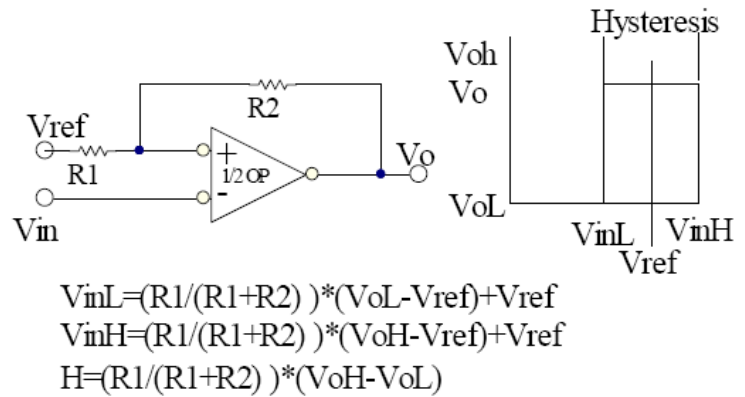 Hysteresis
Voh
Vo
R2
Vref
R1
+
1/2 OP
-
Vo
Vin
VoL
VinL
VinH
Vref
VinL=(R1/(R1+R2) )*(VoL-Vref)+Vref
VinH=(R1/(R1+R2) )*(VoH-Vref)+Vref
H=(R1/(R1+R2) )*(VoH-VoL)